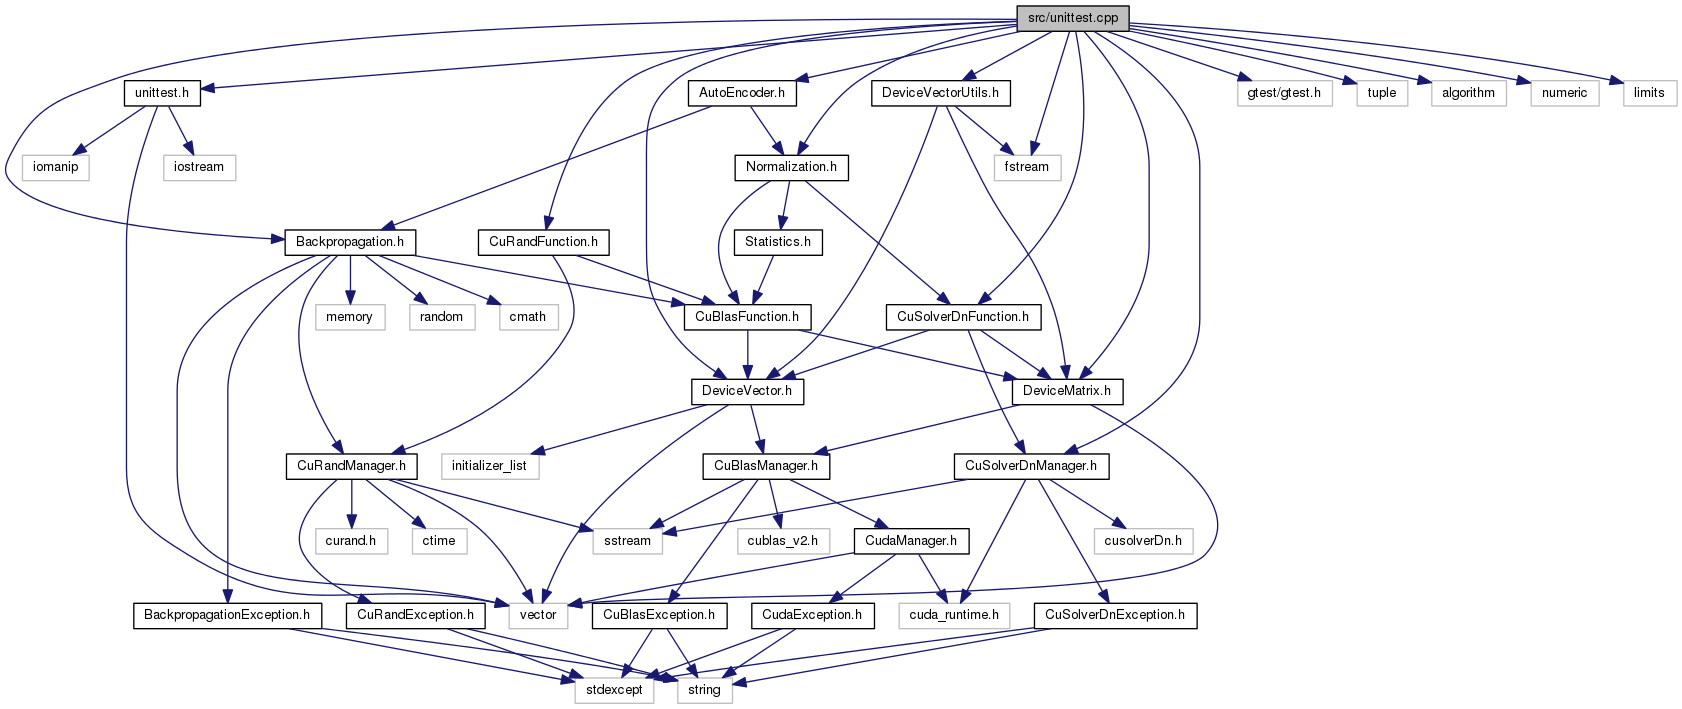 src/unittest.cpp
unittest.h
AutoEncoder.h
DeviceVectorUtils.h
gtest/gtest.h
tuple
algorithm
numeric
limits
iomanip
iostream
Normalization.h
fstream
Backpropagation.h
CuRandFunction.h
Statistics.h
memory
random
cmath
CuBlasFunction.h
CuSolverDnFunction.h
DeviceVector.h
DeviceMatrix.h
CuRandManager.h
initializer_list
CuBlasManager.h
CuSolverDnManager.h
curand.h
ctime
sstream
cublas_v2.h
CudaManager.h
cusolverDn.h
BackpropagationException.h
CuRandException.h
vector
CuBlasException.h
CudaException.h
cuda_runtime.h
CuSolverDnException.h
stdexcept
string